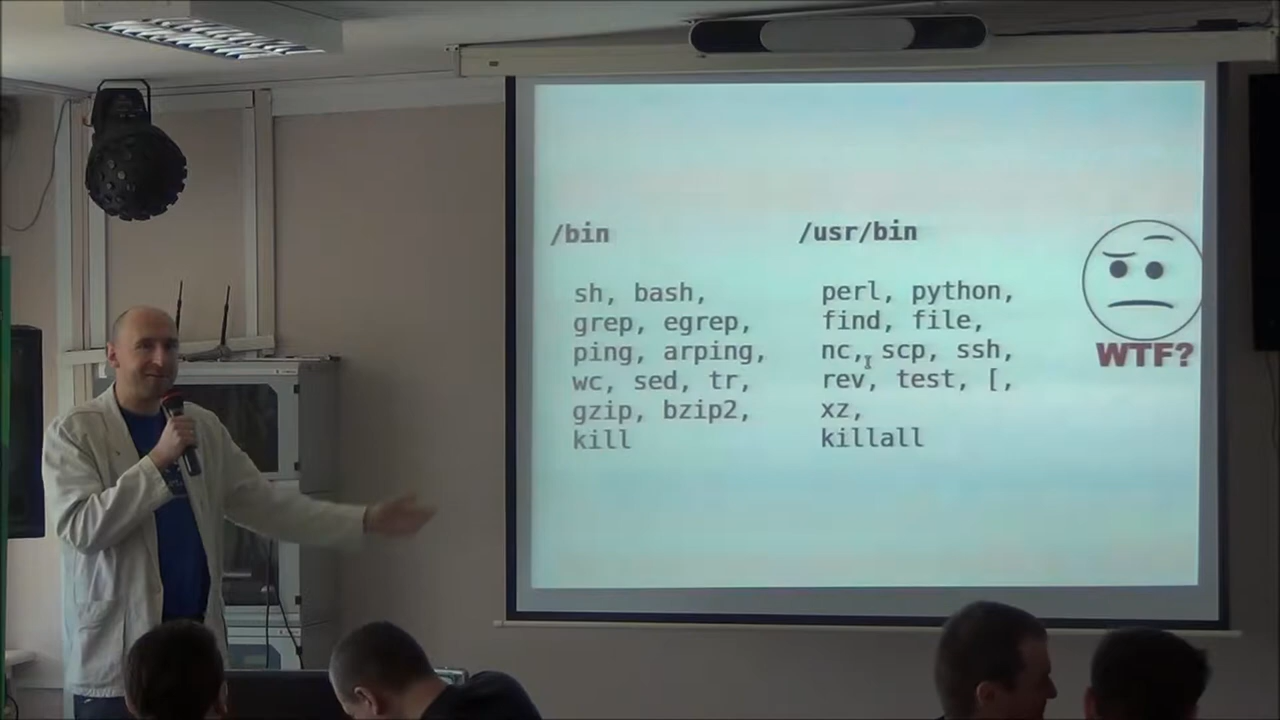 /bin
sh, bash,
grep, egrep,
ping, arping,
wc, sed, tr,
gzip, bzip2,
kill
/usr/bin
perl, python,
find, file,
nc, scp, ssh,
rev, test, [,
xz,
killall
WTF?